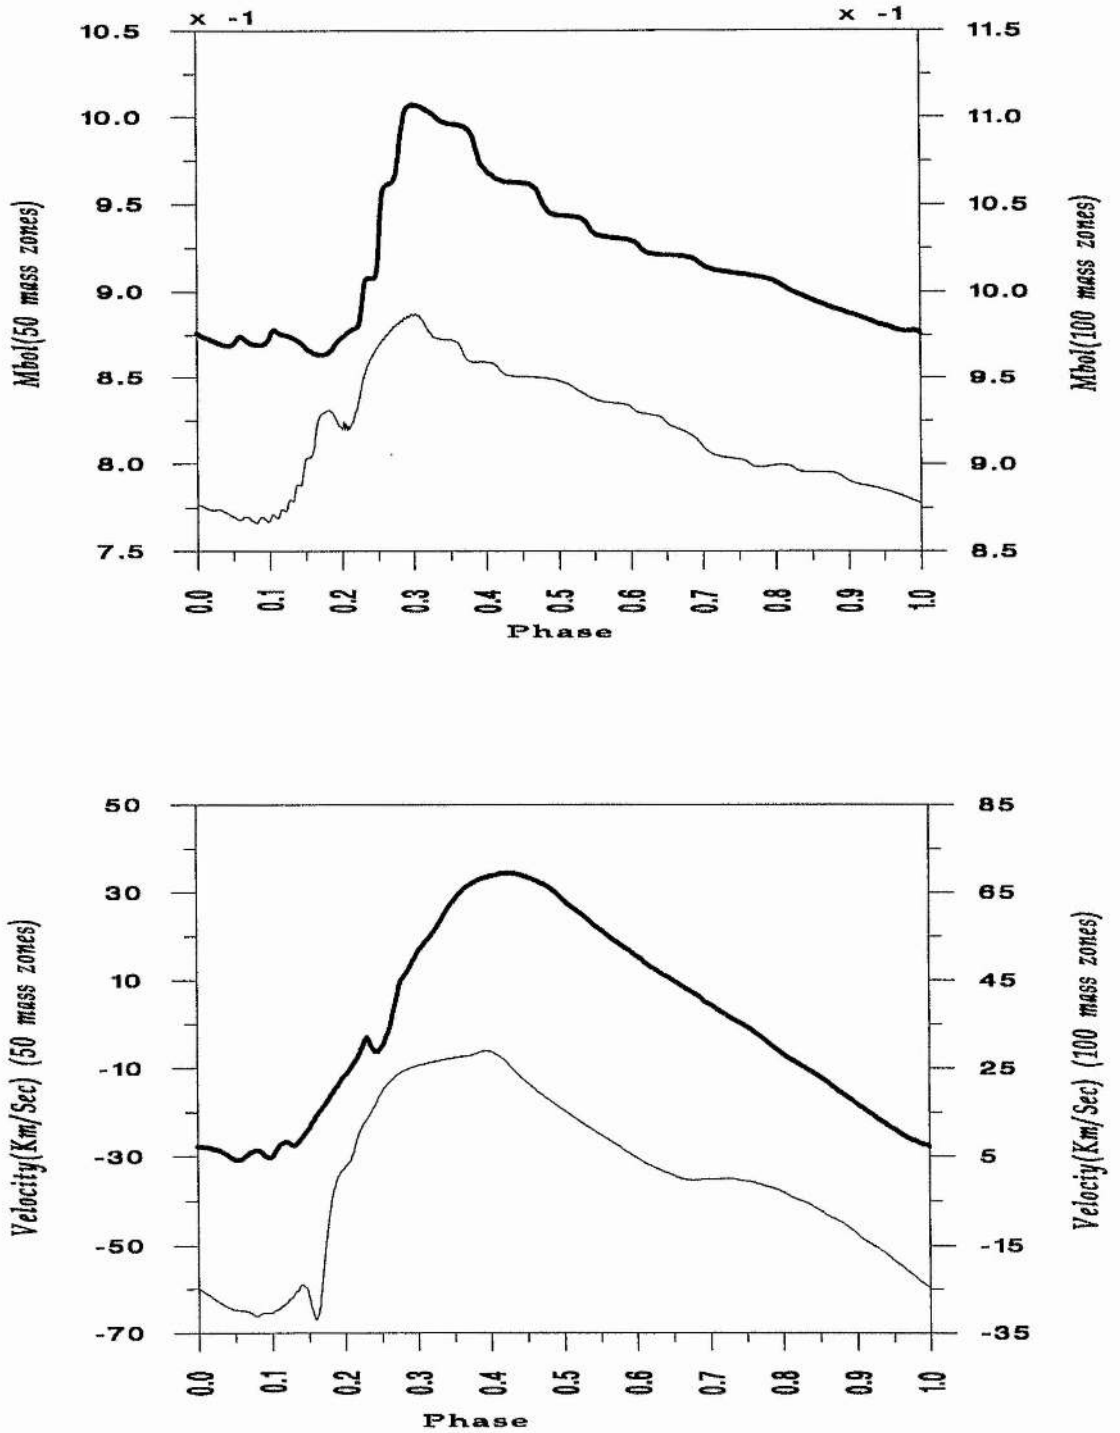 x -1
x -1
10.5
10.0
9.5
9.0
8.5
8.0
7.5
Mbol(50 mass zones)
11.5
11.0
10.5
10.0
9.5
9.0
8.5
Mbol(100 mass zones)
0.0 0.1 0.2 0.3 0.4 0.5 0.6 0.7 0.8 0.9 1.0
Phase
50
30
10
-10
-30
-50
-70
Velocity(Km/Sec) (50 mass zones)
85
65
45
25
5
-15
-35
Velociy(Km/Sec) (100 mass zones)
0.0 0.1 0.2 0.3 0.4 0.5 0.6 0.7 0.8 0.9 1.0
Phase